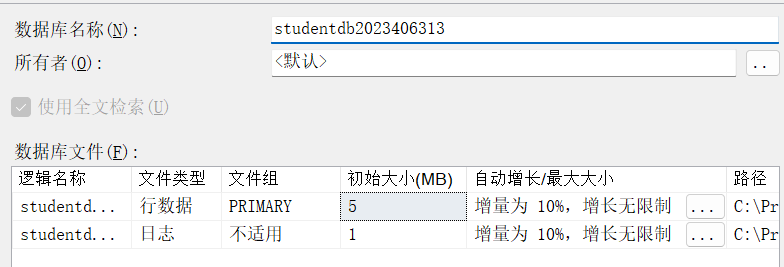 数据库名称(N):
studentdb2023406313
所有者(O):
<默认>
..
使用全文检索(U)
数据库文件(F):
逻辑名称 文件类型 文件组 初始大小(MB) 自动增长/最大大小 路径
studentd... 行数据 PRIMARY 5 增量为 10%，增长无限制 ... C:\Pr
studentd... 日志 不适用 1 增量为 10%，增长无限制 ... C:\Pr